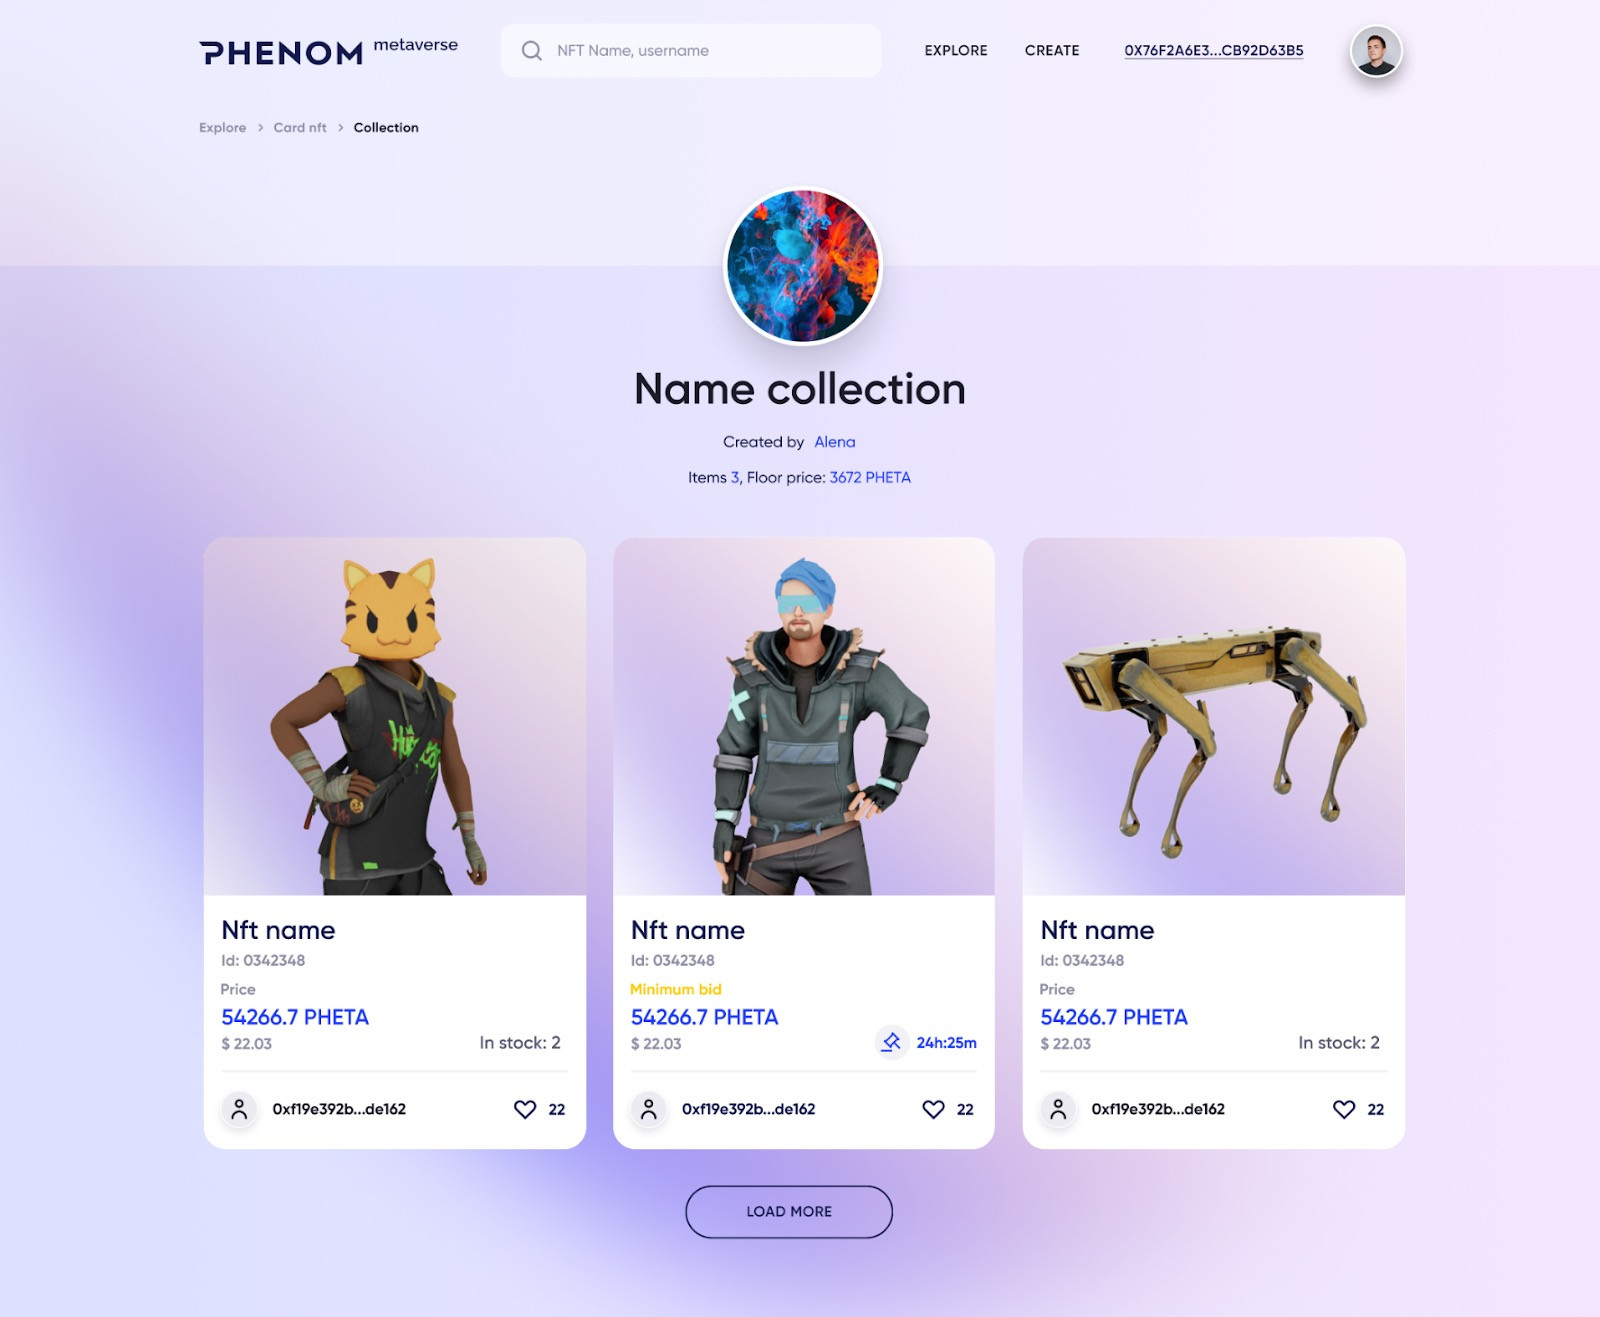 PHENOM metaverse
NFT Name, username
EXPLORE
CREATE
0X76F2A6E3...CB92D63B5
Explore > Card nft > Collection
Name collection
Created by Alena
Items 3, Floor price: 3672 PHETA
Nft name
Id: 0342348
Price
54266.7 PHETA
$ 22.03
In stock: 2
0xf19e392b...de162
22
Nft name
Id: 0342348
Minimum bid
54266.7 PHETA
$ 22.03
24h:25m
0xf19e392b...de162
22
Nft name
Id: 0342348
Price
54266.7 PHETA
$ 22.03
In stock: 2
0xf19e392b...de162
22
LOAD MORE